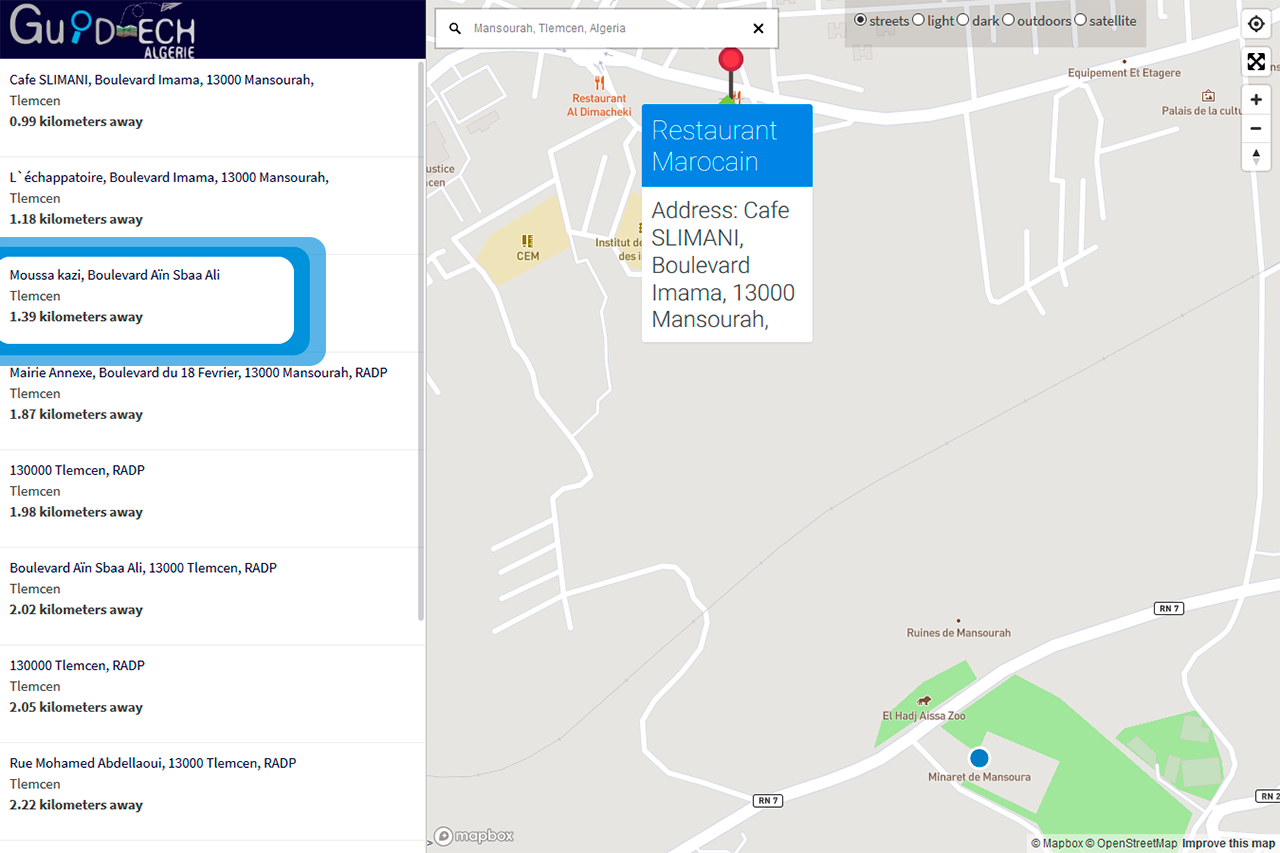 GuiDTECH
ALGERIE
Cafe SLIMANI, Boulevard Imama, 13000 Mansourah,
Tlemcen
0.99 kilometers away
L`échappatoire, Boulevard Imama, 13000 Mansourah,
Tlemcen
1.18 kilometers away
Moussa kazi, Boulevard Aïn Sbaa Ali
Tlemcen
1.39 kilometers away
Mairie Annexe, Boulevard du 18 Fevrier, 13000 Mansourah, RADP
Tlemcen
1.87 kilometers away
130000 Tlemcen, RADP
Tlemcen
1.98 kilometers away
Boulevard Aïn Sbaa Ali, 13000 Tlemcen, RADP
Tlemcen
2.02 kilometers away
130000 Tlemcen, RADP
Tlemcen
2.05 kilometers away
Rue Mohamed Abdellaoui, 13000 Tlemcen, RADP
Tlemcen
2.22 kilometers away
Mansourah, Tlemcen, Algeria
streets light dark outdoors satellite
Equipement Et Etagere
Palais de la cultu
Restaurant
Al Dimacheki
ustice
cen
Restaurant
Marocain
Address: Cafe
SLIMANI,
Boulevard
Imama, 13000
Mansourah,
Institut de
des i
CEM
RN 7
Ruines de Mansourah
El Hadj Aissa Zoo
Minaret de Mansoura
RN 7
RN 2
mapbox
© Mapbox © OpenStreetMap Improve this map